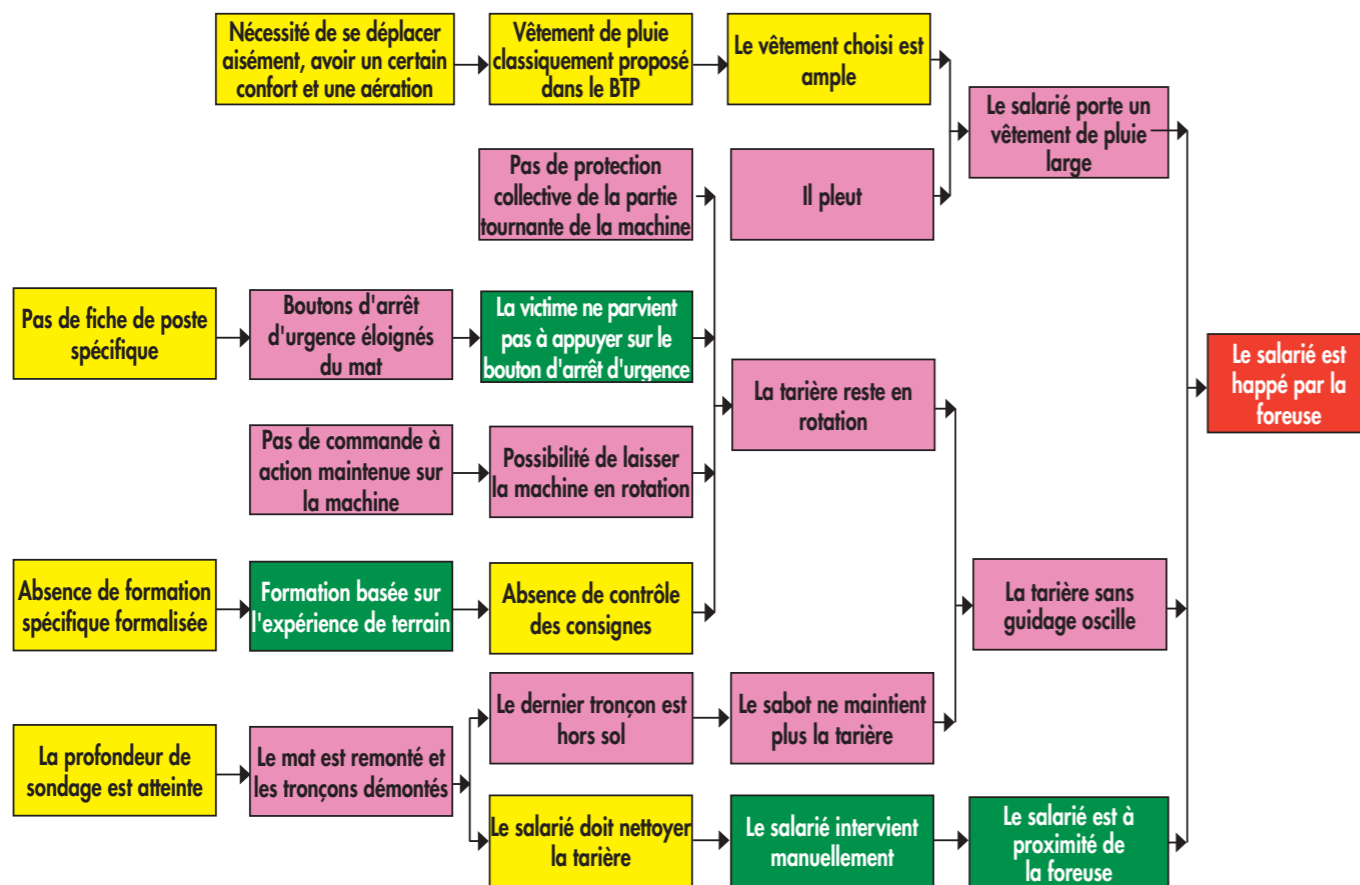 Nécessité de se déplacer
aisément, avoir un certain
confort et une aération
Vêtement de pluie
classiquement proposé
dans le BTP
Le vêtement choisi est
ample
Le salarié porte un
vêtement de pluie
large
Pas de protection
collective de la partie
tournante de la machine
Il pleut
Pas de fiche de poste
spécifique
Boutons d'arrêt
d'urgence éloignés
du mat
La victime ne parvient
pas à appuyer sur le
bouton d'arrêt d'urgence
Le salarié est
happé par la
foreuse
La tarière reste en
rotation
Pas de commande à
action maintenue sur
la machine
Possibilité de laisser
la machine en rotation
Absence de formation
spécifique formalisée
Formation basée sur
l'expérience de terrain
Absence de contrôle
des consignes
La tarière sans
guidage oscille
La profondeur de
sondage est atteinte
Le mat est remonté et
les tronçons démontés
Le dernier tronçon est
hors sol
Le sabot ne maintient
plus la tarière
Le salarié doit nettoyer
la tarière
Le salarié intervient
manuellement
Le salarié est à
proximité de
la foreuse